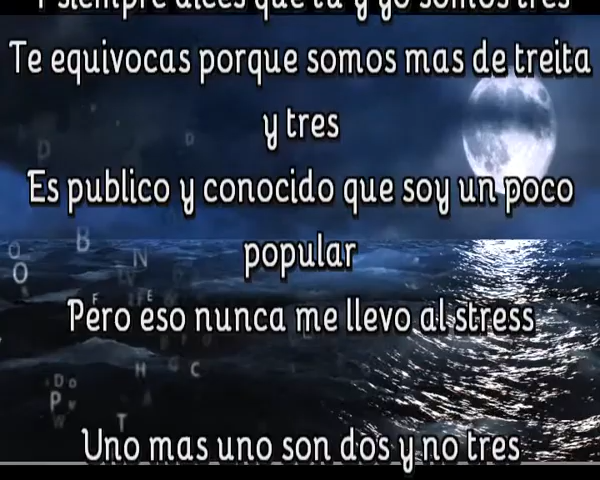 Y siempre dices que tu y yo somos tres
Te equivocas porque somos mas de treita
y tres
Es publico y conocido que soy un poco
popular
Pero eso nunca me llevo al stress
Uno mas uno son dos y no tres